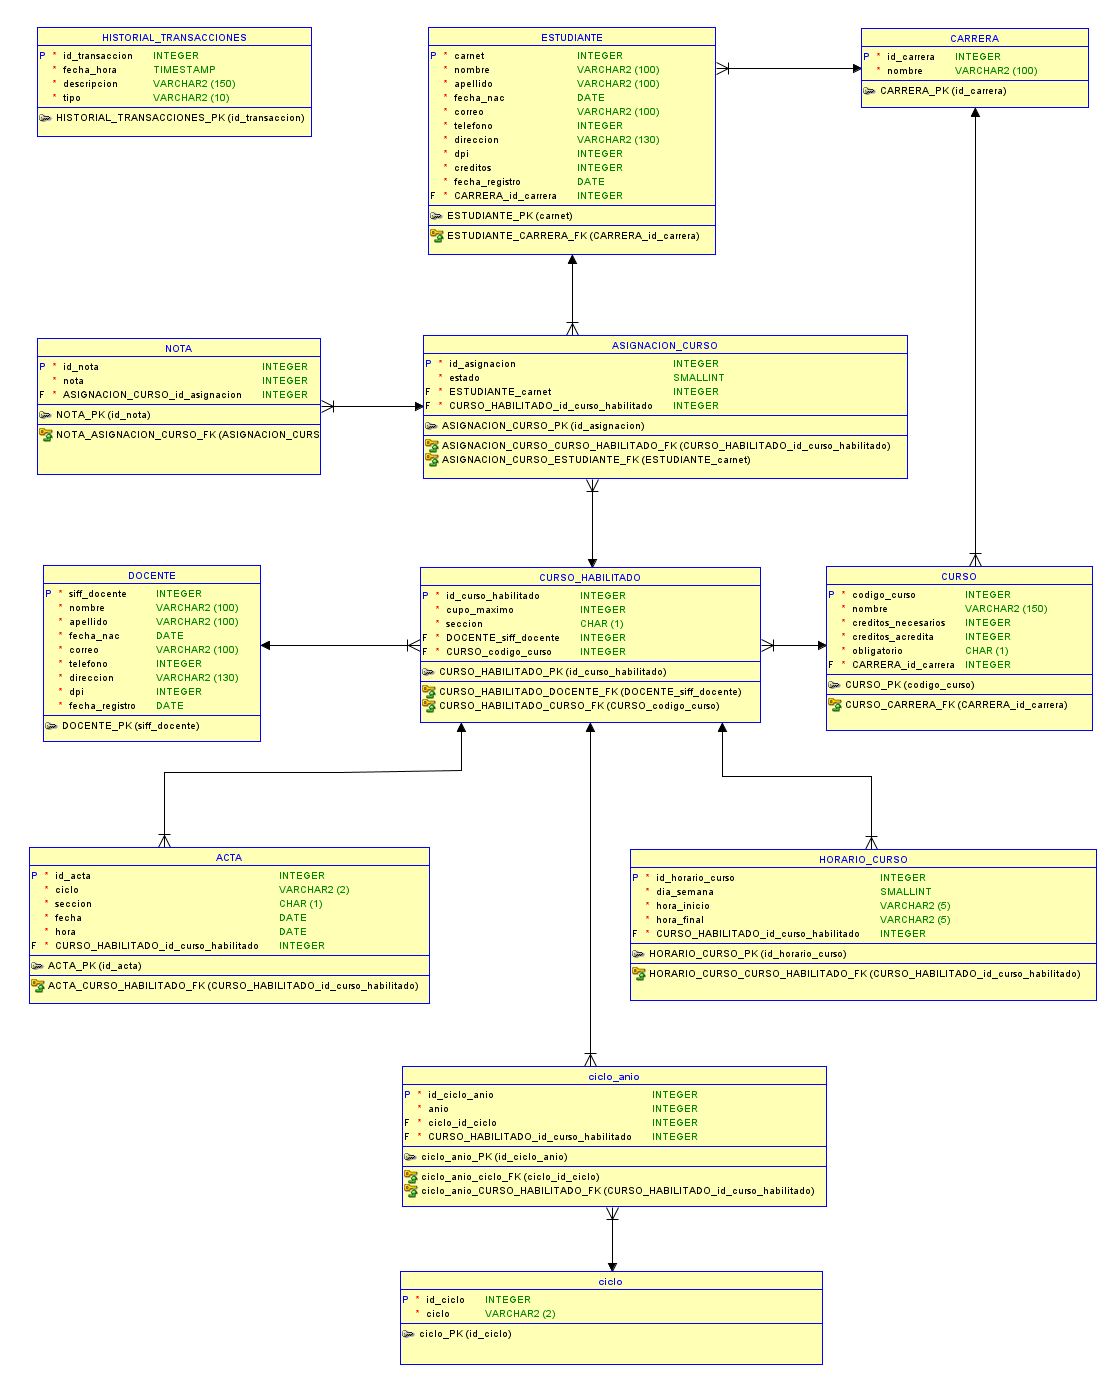 HISTORIAL_TRANSACCIONES
P * id_transaccion INTEGER
* fecha_hora TIMESTAMP
* descripcion VARCHAR2 (150)
* tipo VARCHAR2 (10)
HISTORIAL_TRANSACCIONES_PK (id_transaccion)
ESTUDIANTE
P * carnet INTEGER
* nombre VARCHAR2 (100)
* apellido VARCHAR2 (100)
* fecha_nac DATE
* correo VARCHAR2 (100)
* telefono INTEGER
* direccion VARCHAR2 (130)
* dpi INTEGER
* creditos INTEGER
* fecha_registro DATE
F * CARRERA_id_carrera INTEGER
ESTUDIANTE_PK (carnet)
ESTUDIANTE_CARRERA_FK (CARRERA_id_carrera)
CARRERA
P * id_carrera INTEGER
* nombre VARCHAR2 (100)
CARRERA_PK (id_carrera)
NOTA
P * id_nota INTEGER
* nota INTEGER
F * ASIGNACION_CURSO_id_asignacion INTEGER
NOTA_PK (id_nota)
NOTA_ASIGNACION_CURSO_FK (ASIGNACION_CURS
ASIGNACION_CURSO
P * id_asignacion INTEGER
* estado SMALLINT
F * ESTUDIANTE_carnet INTEGER
F * CURSO_HABILITADO_id_curso_habilitado INTEGER
ASIGNACION_CURSO_PK (id_asignacion)
ASIGNACION_CURSO_CURSO_HABILITADO_FK (CURSO_HABILITADO_id_curso_habilitado)
ASIGNACION_CURSO_ESTUDIANTE_FK (ESTUDIANTE_carnet)
DOCENTE
P * siff_docente INTEGER
* nombre VARCHAR2 (100)
* apellido VARCHAR2 (100)
* fecha_nac DATE
* correo VARCHAR2 (100)
* telefono INTEGER
* direccion VARCHAR2 (130)
* dpi INTEGER
* fecha_registro DATE
DOCENTE_PK (siff_docente)
CURSO_HABILITADO
P * id_curso_habilitado INTEGER
* cupo_maximo INTEGER
* seccion CHAR (1)
F * DOCENTE_siff_docente INTEGER
F * CURSO_codigo_curso INTEGER
CURSO_HABILITADO_PK (id_curso_habilitado)
CURSO_HABILITADO_DOCENTE_FK (DOCENTE_siff_docente)
CURSO_HABILITADO_CURSO_FK (CURSO_codigo_curso)
CURSO
P * codigo_curso INTEGER
* nombre VARCHAR2 (150)
* creditos_necesarios INTEGER
* creditos_acredita INTEGER
* obligatorio CHAR (1)
F * CARRERA_id_carrera INTEGER
CURSO_PK (codigo_curso)
CURSO_CARRERA_FK (CARRERA_id_carrera)
ACTA
P * id_acta INTEGER
* ciclo VARCHAR2 (2)
* seccion CHAR (1)
* fecha DATE
* hora DATE
F * CURSO_HABILITADO_id_curso_habilitado INTEGER
ACTA_PK (id_acta)
ACTA_CURSO_HABILITADO_FK (CURSO_HABILITADO_id_curso_habilitado)
HORARIO_CURSO
P * id_horario_curso INTEGER
* dia_semana SMALLINT
* hora_inicio VARCHAR2 (5)
* hora_final VARCHAR2 (5)
F * CURSO_HABILITADO_id_curso_habilitado INTEGER
HORARIO_CURSO_PK (id_horario_curso)
HORARIO_CURSO_CURSO_HABILITADO_FK (CURSO_HABILITADO_id_curso_habilitado)
ciclo_anio
P * id_ciclo_anio INTEGER
* anio INTEGER
F * ciclo_id_ciclo INTEGER
F * CURSO_HABILITADO_id_curso_habilitado INTEGER
ciclo_anio_PK (id_ciclo_anio)
ciclo_anio_ciclo_FK (ciclo_id_ciclo)
ciclo_anio_CURSO_HABILITADO_FK (CURSO_HABILITADO_id_curso_habilitado)
ciclo
P * id_ciclo INTEGER
* ciclo VARCHAR2 (2)
ciclo_PK (id_ciclo)